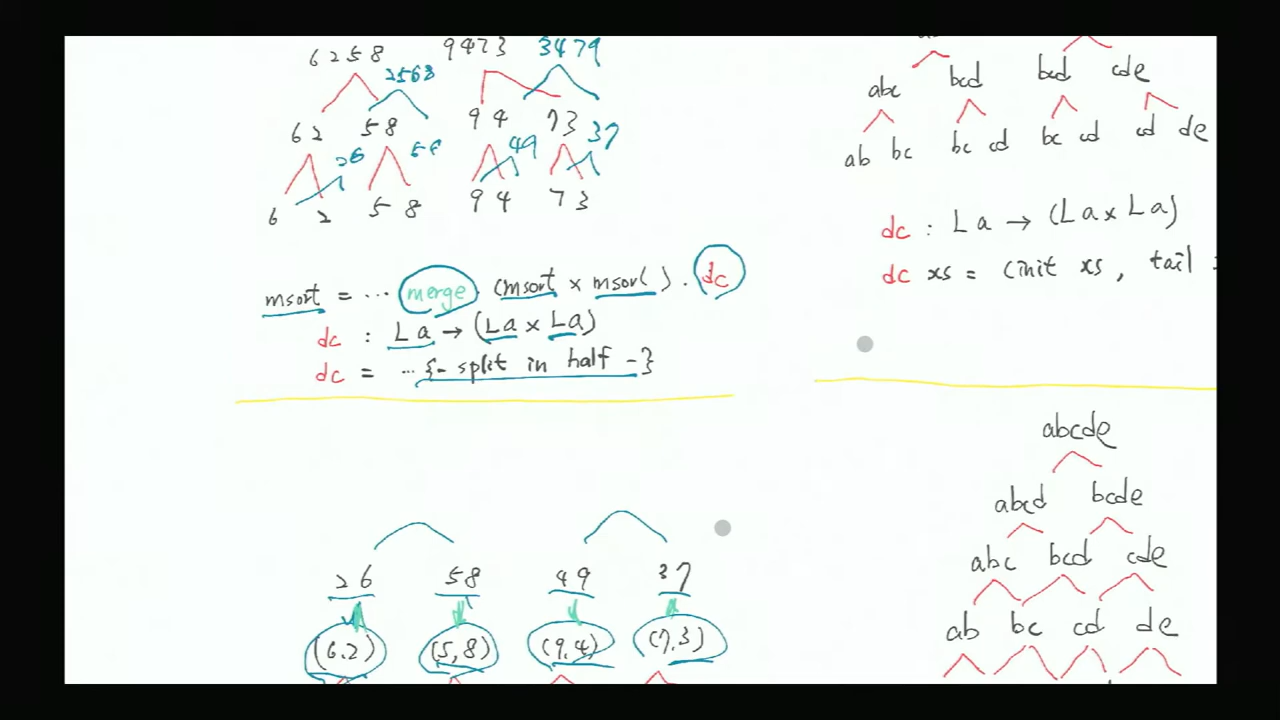 6258 9473 3479
2568
62 58 94 73 37
26 49
6 2 5 8 9 4 7 3
msort = ... merge (msort × msort) . dc
dc : La → (La × La)
dc = ... {- split in half -}
26 58 49 37
(6,2) (5,8) (9,4) (7,3)
abc bcd bcd cde
ab bc bc cd bc cd cd de
dc : La → (La × La)
dc xs = (init xs, tail
abcde
abcd bcde
abc bcd cde
ab bc cd de